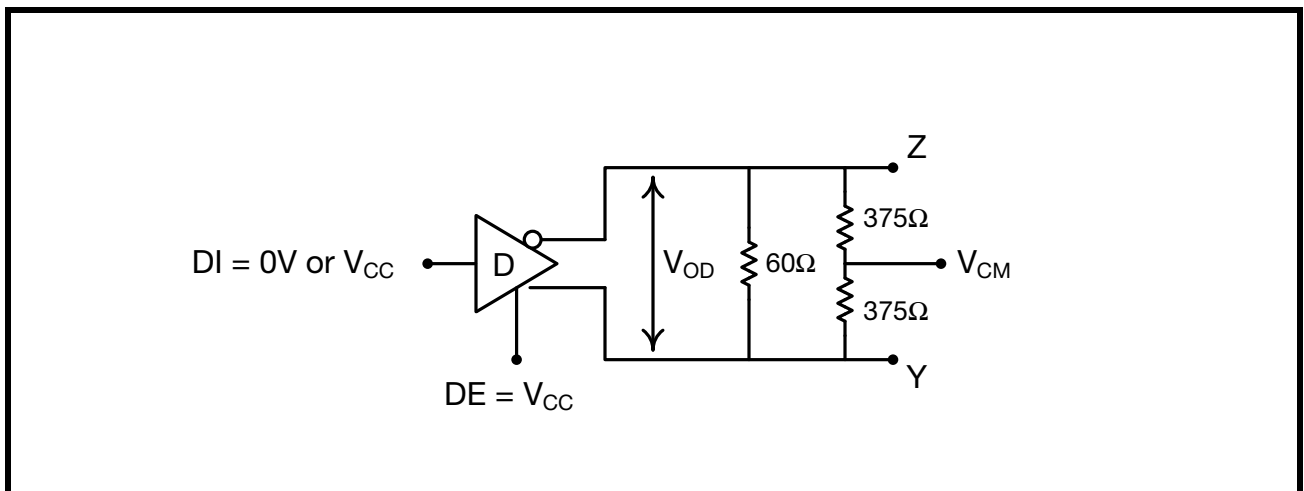 Z
375Ω
DI = 0V or VCC
D
VOD
60Ω
VCM
375Ω
Y
DE = VCC